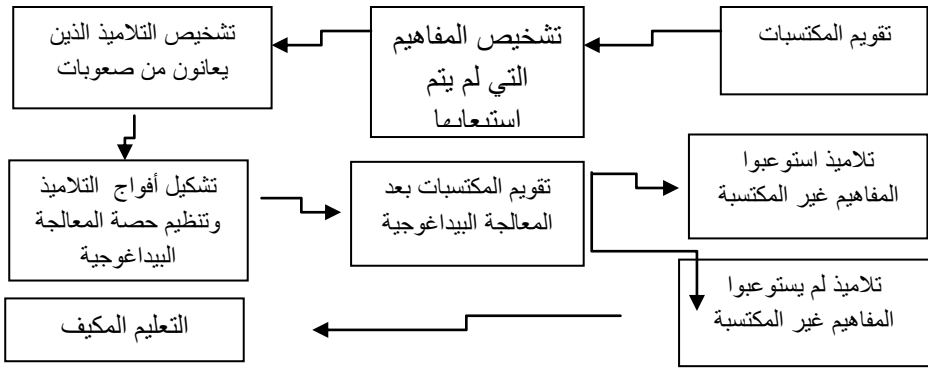 تقويم المكتسبات
تشخيص المفاهيم
التي لم يتم
استيعابها
تشخيص التلاميذ الذين
يعانون من صعوبات
تشكيل أفواج التلاميذ
وتنظيم حصة المعالجة
البيداغوجية
تقويم المكتسبات بعد
المعالجة البيداغوجية
تلاميذ استوعبوا
المفاهيم غير المكتسبة
تلاميذ لم يستوعبوا
المفاهيم غير المكتسبة
التعليم المكيف